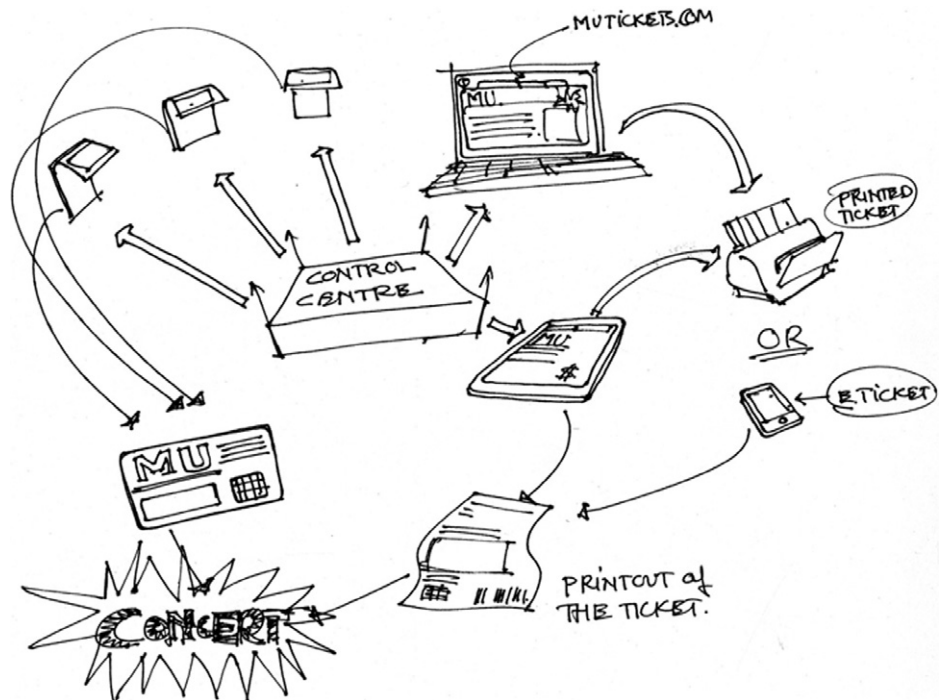 MUTICKETS.COM
MU
PRINTED
TICKET
CONTROL
CENTRE
MU
$
OR
E TICKET
MU
PRINTOUT of
THE TICKET.
CONCERT